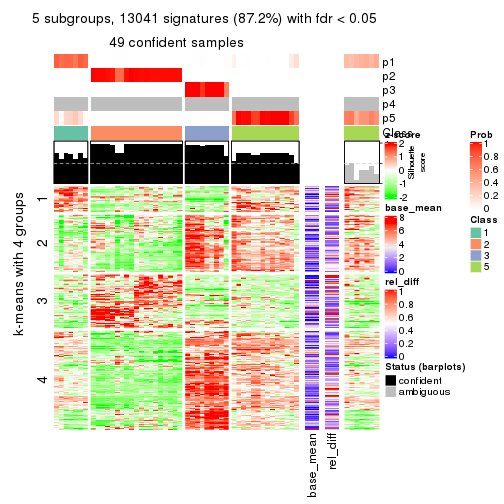 5 subgroups, 13041 signatures (87.2%) with fdr < 0.05
49 confident samples
p1
p2
p3
p4
p5
Class
Silhouette
score
k-means with 4 groups
1
2
3
4
base_mean
rel_diff
z-score
2
1
0
-1
-2
base_mean
8
6
4
2
0
rel_diff
1
0.8
0.6
0.4
0.2
0
Status (barplots)
confident
ambiguous
Prob
1
0.8
0.6
0.4
0.2
0
Class
1
2
3
5